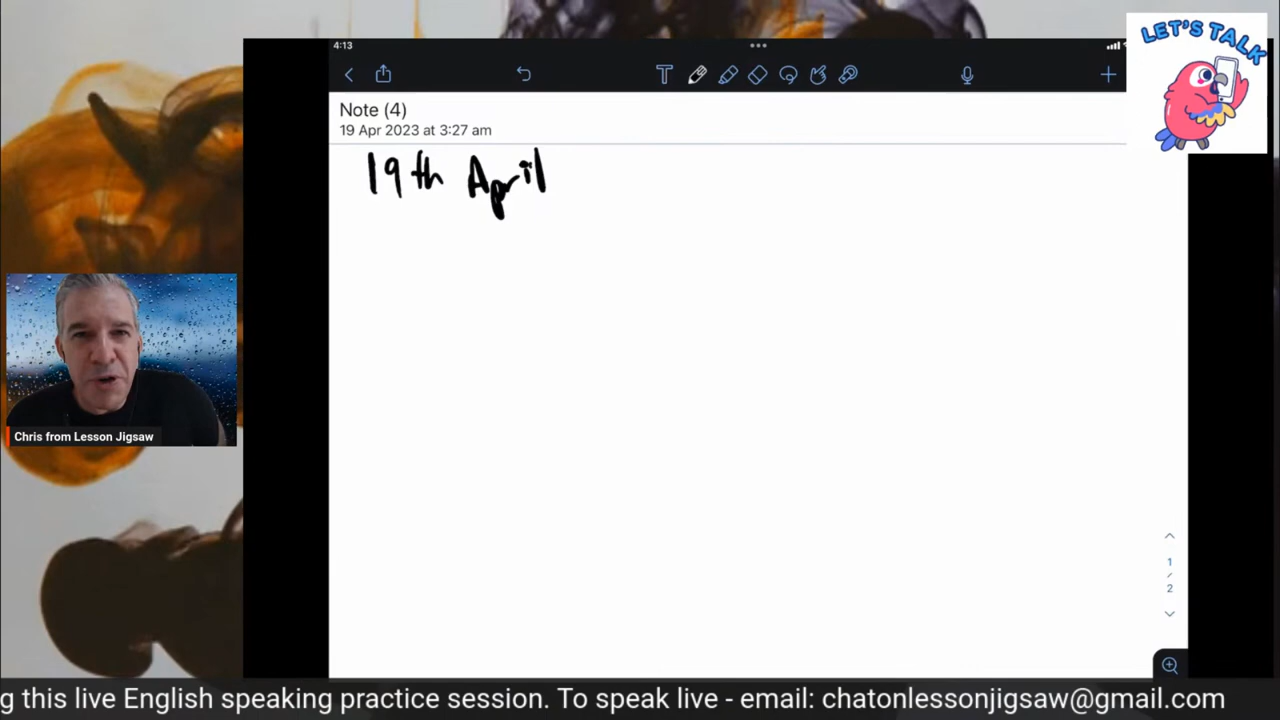 4:13
LET'S TALK
Note (4)
19 Apr 2023 at 3:27 am
19th April
Chris from Lesson Jigsaw
1
/
2
g this live English speaking practice session. To speak live - email: chatonlessonjigsaw@gmail.com